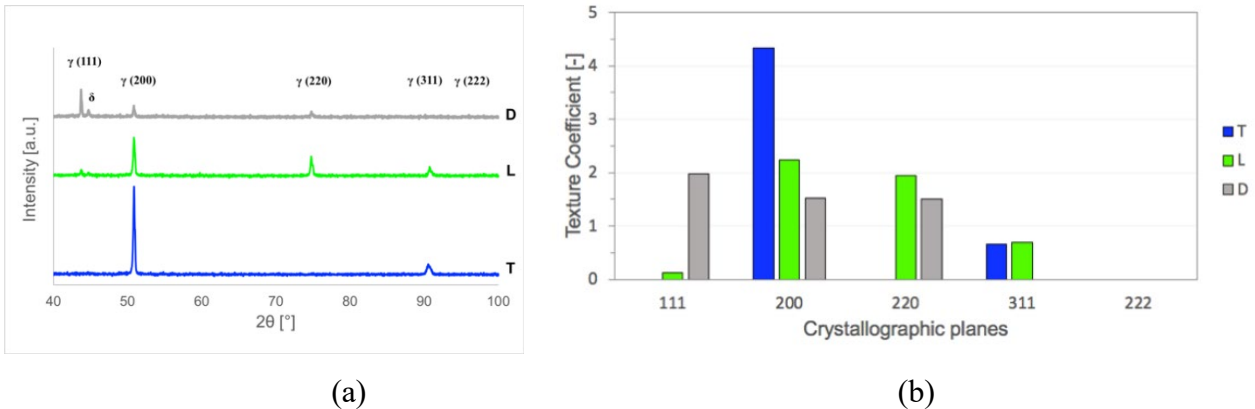 γ (111)
γ (200)
γ (220)
γ (311)
γ (222)
δ
D
L
T
Intensity [a.u.]
40 50 60 70 80 90 100
2θ [°]
(a)
5
4
3
2
1
0
Texture Coefficient [-]
111 200 220 311 222
Crystallographic planes
T
L
D
(b)